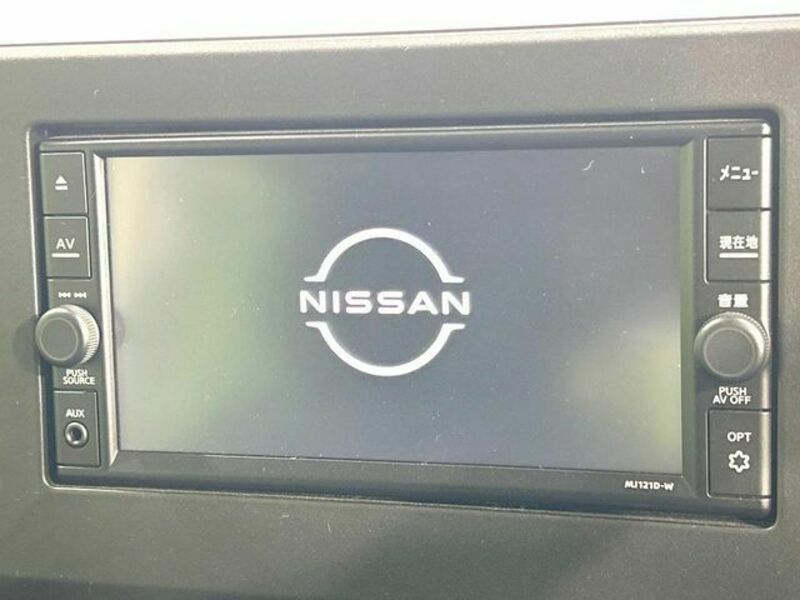 AV
PUSH
SOURCE
AUX
NISSAN
メニュー
現在地
音量
PUSH
AV OFF
OPT
MJ121D-W